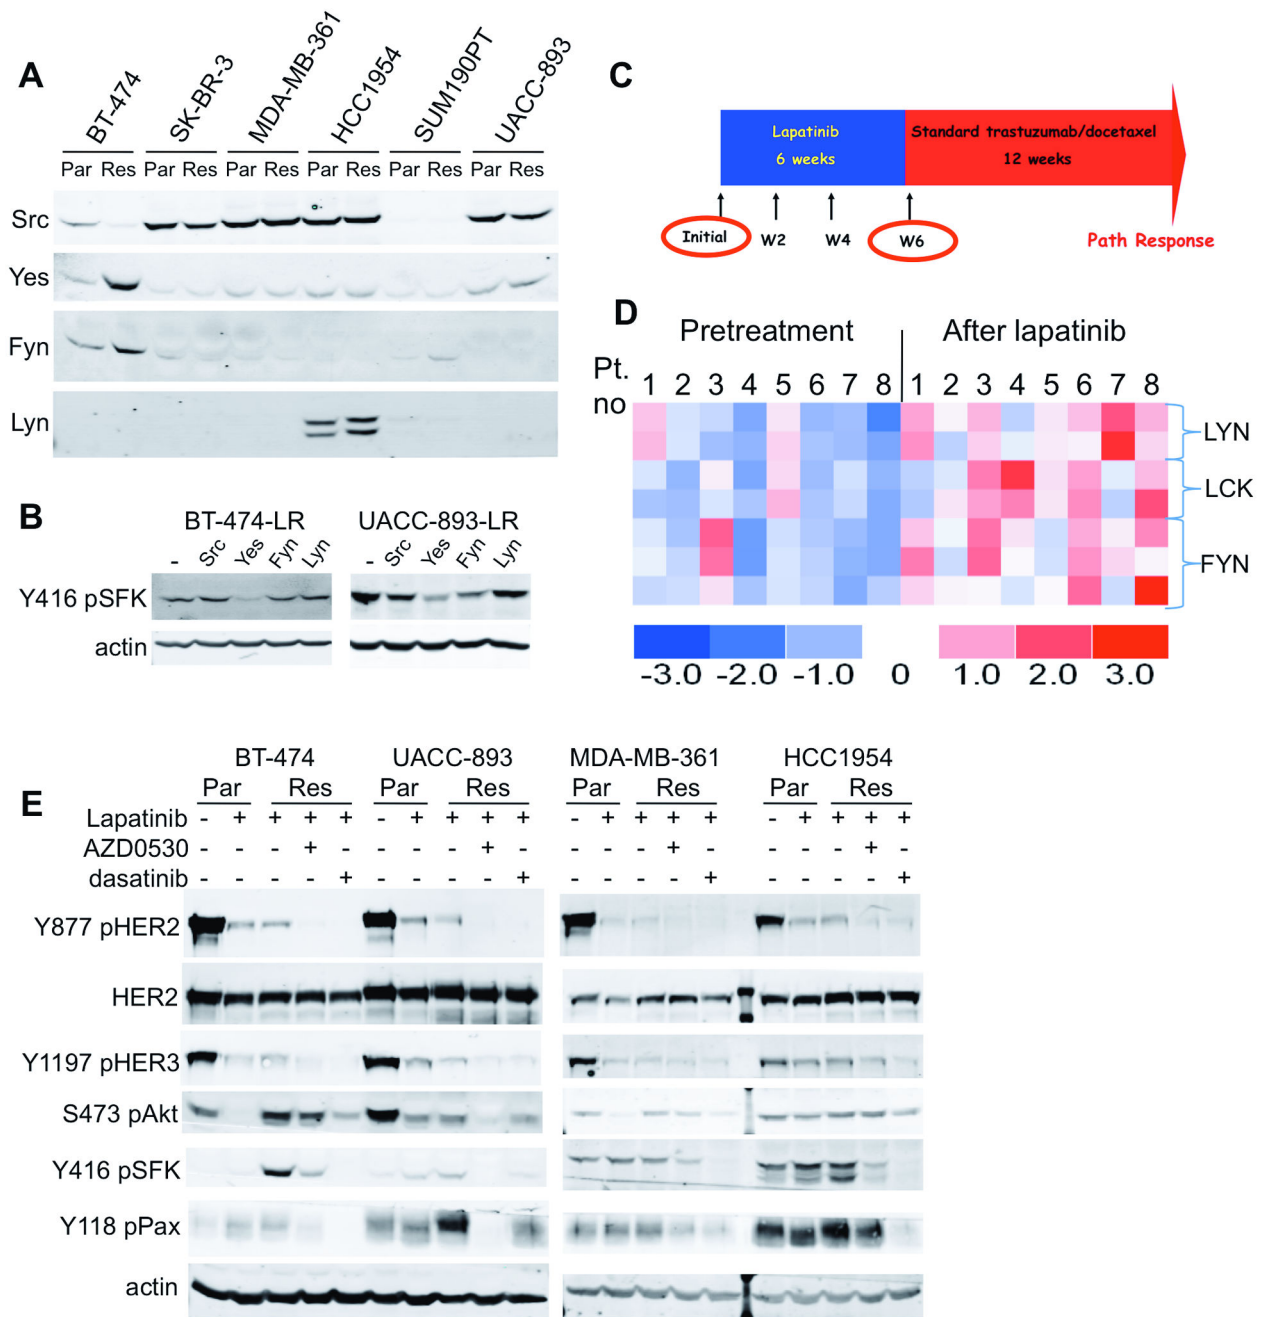 A
BT-474 SK-BR-3 MDA-MB-361 HCC1954 SUM190PT UACC-893
Par Res Par Res Par Res Par Res Par Res Par Res
Src
Yes
Fyn
Lyn
B
BT-474-LR UACC-893-LR
- Src Yes Fyn Lyn - Src Yes Fyn Lyn
Y416 pSFK
actin
C
Lapatinib
6 weeks
Standard trastuzumab/docetaxel
12 weeks
Initial W2 W4 W6 Path Response
D
Pretreatment After lapatinib
Pt.
no
1 2 3 4 5 6 7 8 1 2 3 4 5 6 7 8
LYN
LCK
FYN
-3.0 -2.0 -1.0 0 1.0 2.0 3.0
E
BT-474 UACC-893 MDA-MB-361 HCC1954
Par Res Par Res Par Res Par Res
Lapatinib - + + + + - + + + + - + + + + - + + + +
AZD0530 - - - + - - - - + - - - - + - - - - + -
dasatinib - - - - + - - - - + - - - - + - - - - +
Y877 pHER2
HER2
Y1197 pHER3
S473 pAkt
Y416 pSFK
Y118 pPax
actin